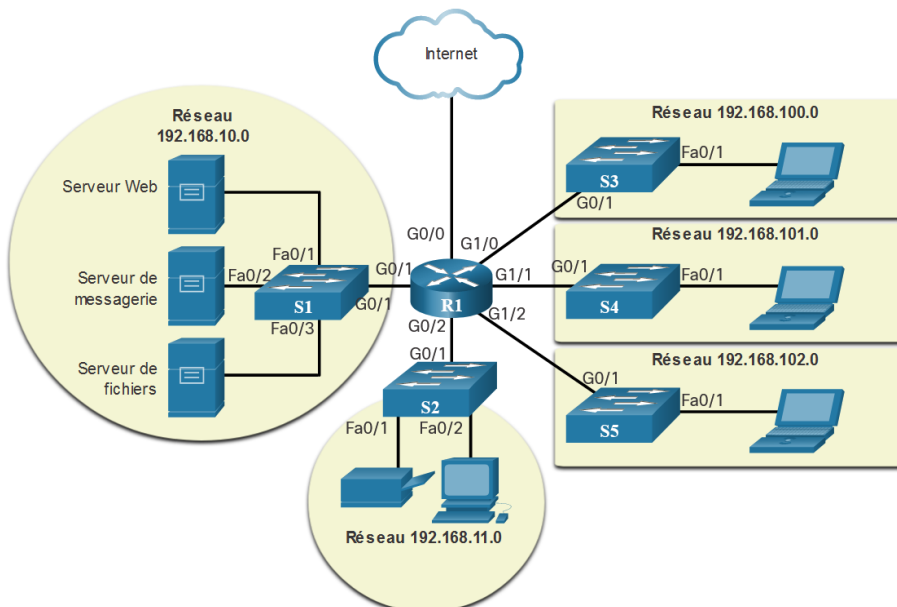 Internet
Réseau
192.168.10.0
Serveur Web
Serveur de
messagerie
Serveur de
fichiers
Fa0/1
Fa0/2
Fa0/3
S1
G0/1
G0/1
G0/0
G1/0
G1/1
G1/2
R1
G0/2
G0/1
S2
Fa0/1
Fa0/2
Réseau 192.168.11.0
Réseau 192.168.100.0
Fa0/1
S3
G0/1
Réseau 192.168.101.0
G0/1
Fa0/1
S4
Réseau 192.168.102.0
G0/1
Fa0/1
S5